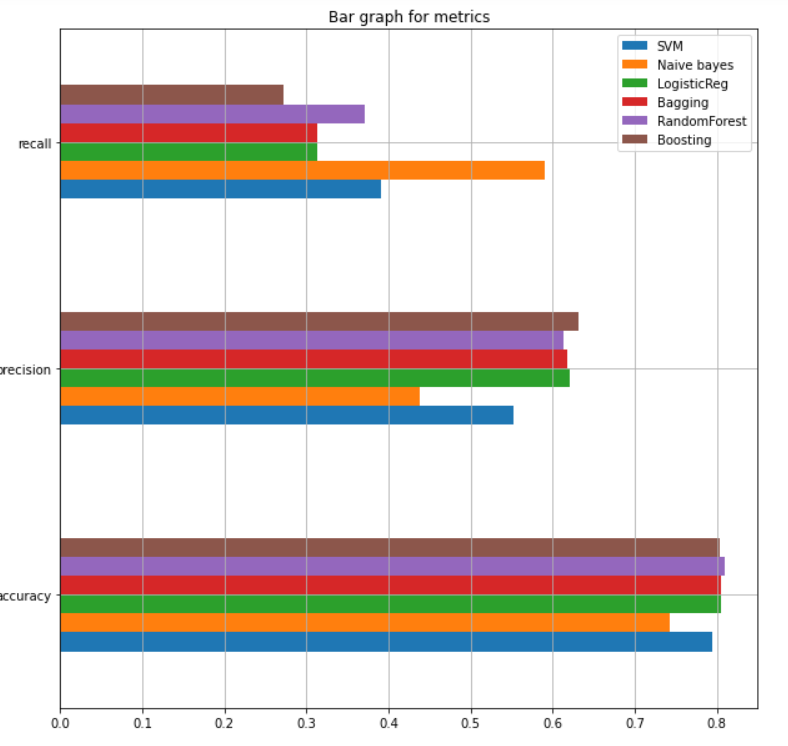 Bar graph for metrics
SVM
Naive bayes
LogisticReg
Bagging
RandomForest
Boosting
recall
precision
accuracy
0.0 0.1 0.2 0.3 0.4 0.5 0.6 0.7 0.8